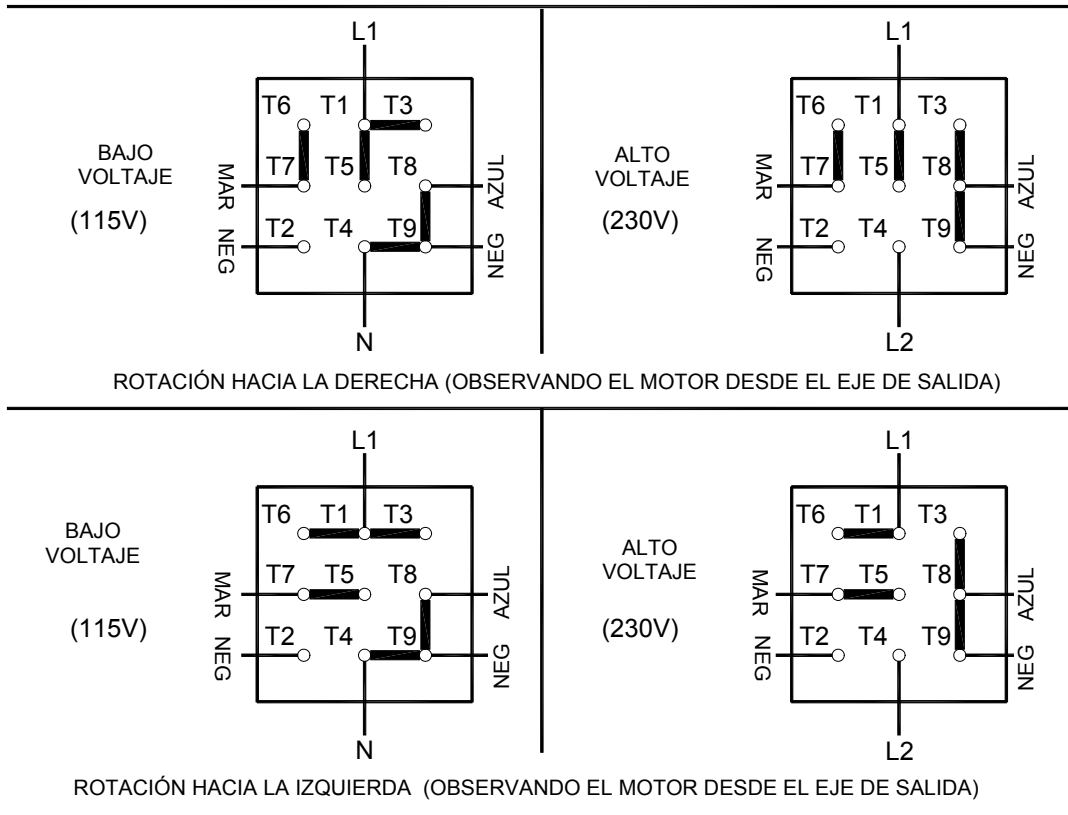 L1
T6 T1 T3
BAJO
VOLTAJE
(115V)
MAR
T7 T5 T8
AZUL
NEG
T2 T4 T9
NEG
N
L1
T6 T1 T3
ALTO
VOLTAJE
(230V)
MAR
T7 T5 T8
AZUL
NEG
T2 T4 T9
NEG
L2
ROTACIÓN HACIA LA DERECHA (OBSERVANDO EL MOTOR DESDE EL EJE DE SALIDA)
L1
T6 T1 T3
BAJO
VOLTAJE
(115V)
MAR
T7 T5 T8
AZUL
NEG
T2 T4 T9
NEG
N
L1
T6 T1 T3
ALTO
VOLTAJE
(230V)
MAR
T7 T5 T8
AZUL
NEG
T2 T4 T9
NEG
L2
ROTACIÓN HACIA LA IZQUIERDA (OBSERVANDO EL MOTOR DESDE EL EJE DE SALIDA)